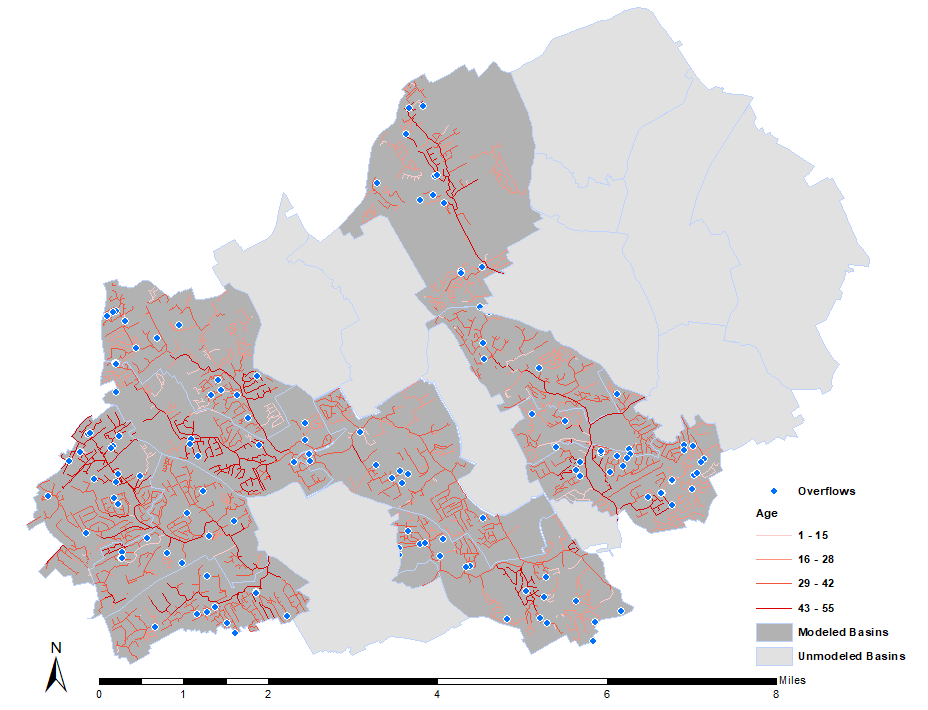 Overflows
Age
1 - 15
16 - 28
29 - 42
43 - 55
Modeled Basins
Unmodeled Basins
N
Miles
0 1 2 4 6 8